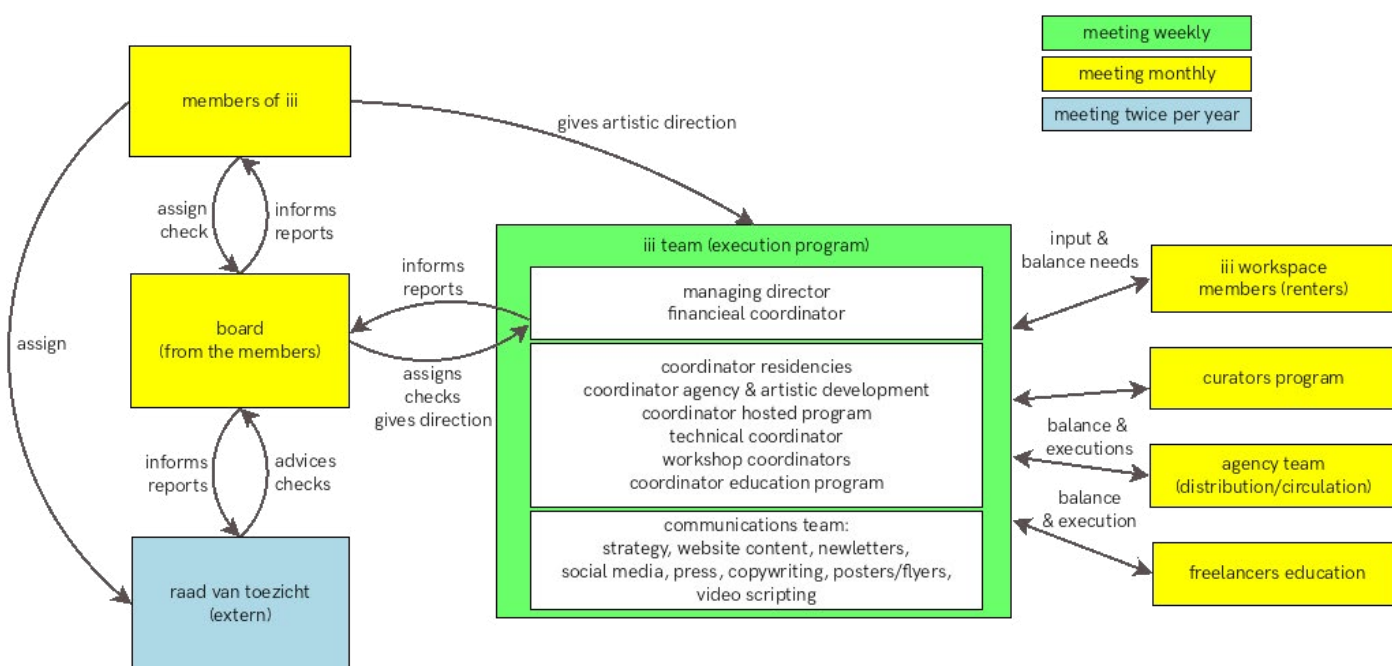 meeting weekly
meeting monthly
meeting twice per year
members of iii
gives artistic direction
assign
check
informs
reports
assign
board
(from the members)
informs
reports
assigns
checks
gives direction
informs
reports
advices
checks
raad van toezicht
(extern)
iii team (execution program)
managing director
financieal coordinator
coordinator residencies
coordinator agency & artistic development
coordinator hosted program
technical coordinator
workshop coordinators
coordinator education program
communications team:
strategy, website content, newletters,
social media, press, copywriting, posters/flyers,
video scripting
input &
balance needs
iii workspace
members (renters)
curators program
balance &
executions
agency team
(distribution/circulation)
balance
& execution
freelancers education